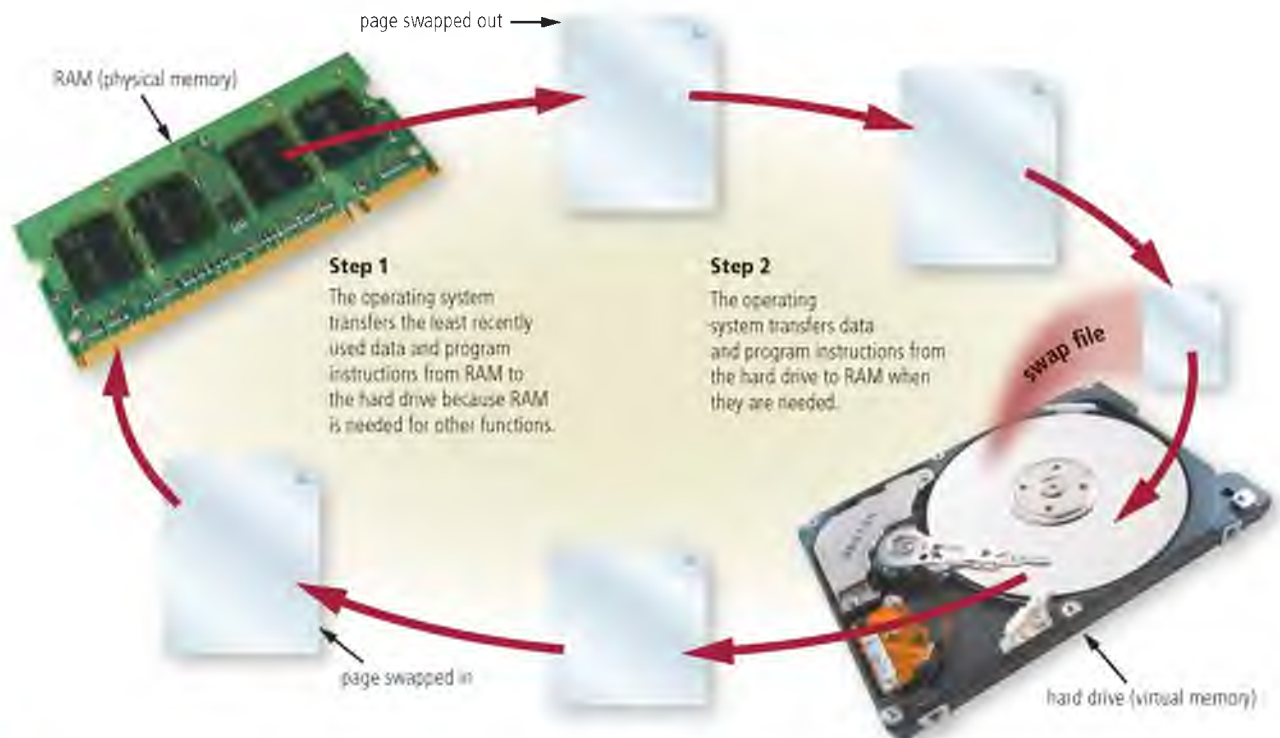 page swapped out
RAM (physical memory)
Step 1
The operating system
transfers the least recently
used data and program
instructions from RAM to
the hard drive because RAM
is needed for other functions.
Step 2
The operating
system transfers data
and program instructions from
the hard drive to RAM when
they are needed.
swap file
page swapped in
hard drive (virtual memory)